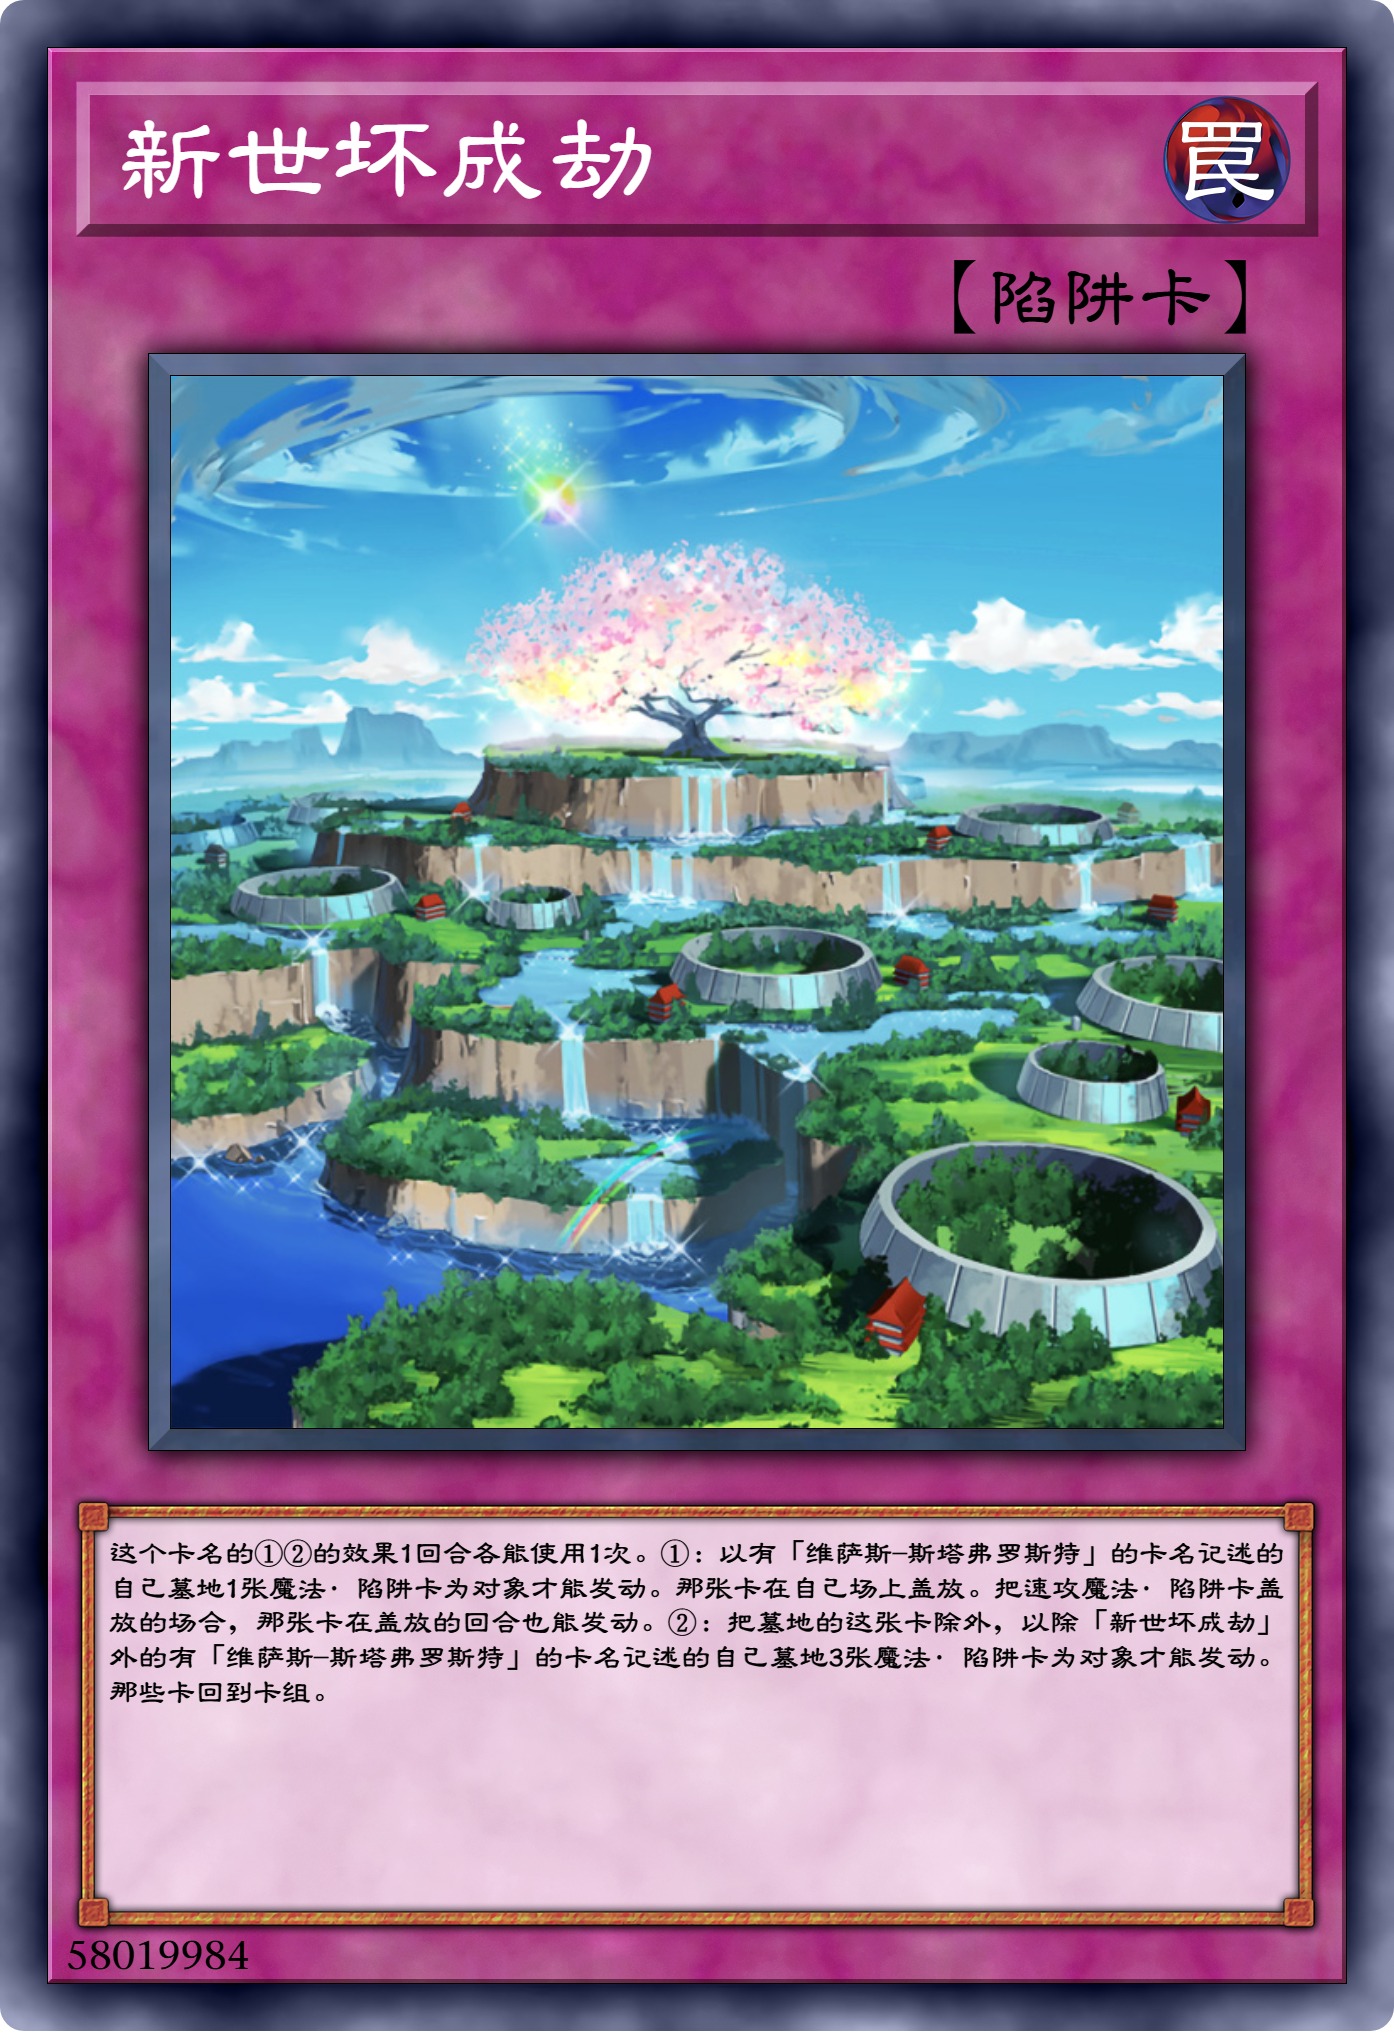 新世坏成劫
罠
【陷阱卡】
这个卡名的①②的效果1回合各能使用1次。①：以有「维萨斯-斯塔弗罗斯特」的卡名记述的
自己墓地1张魔法·陷阱卡为对象才能发动。那张卡在自己场上盖放。把速攻魔法·陷阱卡盖
放的场合，那张卡在盖放的回合也能发动。②：把墓地的这张卡除外，以除「新世坏成劫」
外的有「维萨斯-斯塔弗罗斯特」的卡名记述的自己墓地3张魔法·陷阱卡为对象才能发动。
那些卡回到卡组。
58019984